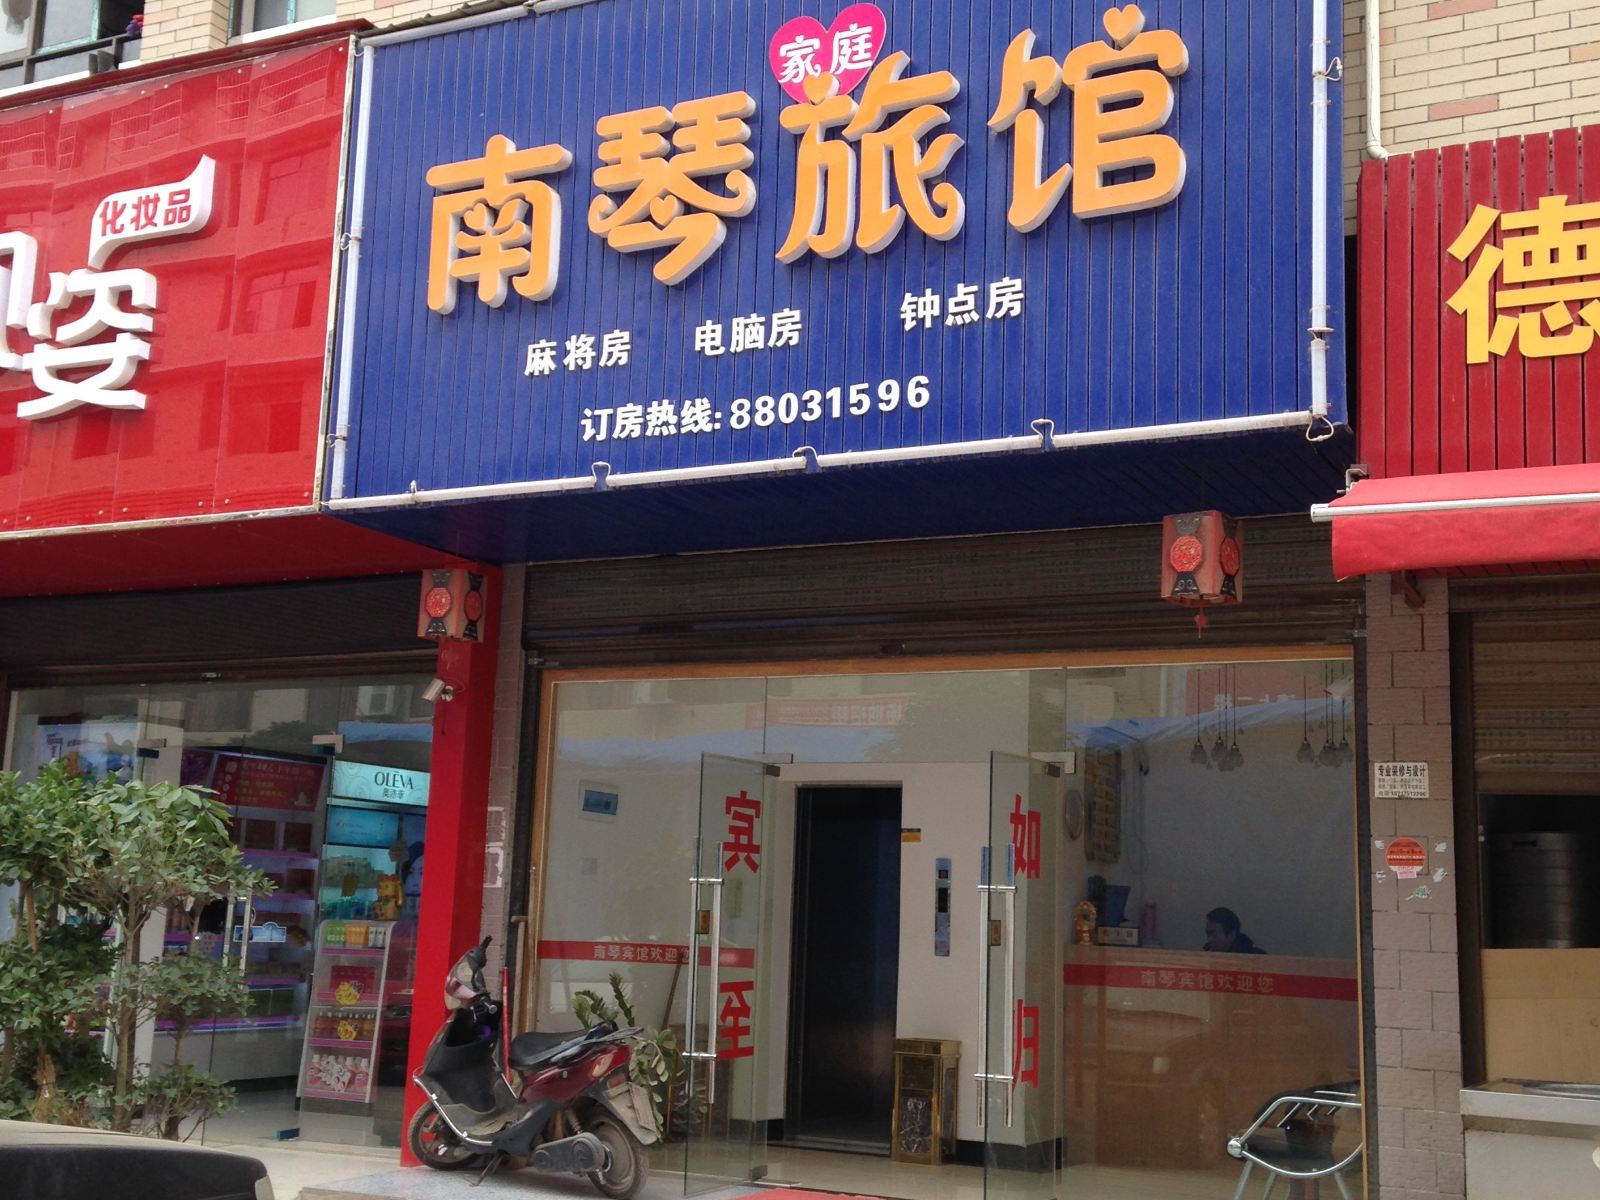 化妆品
姿
家庭
南琴旅馆
麻将房 电脑房 钟点房
订房热线:88031596
德
OLEVA
宾至
如归
南琴宾馆欢迎您
南琴宾馆欢迎您
专业装修与设计